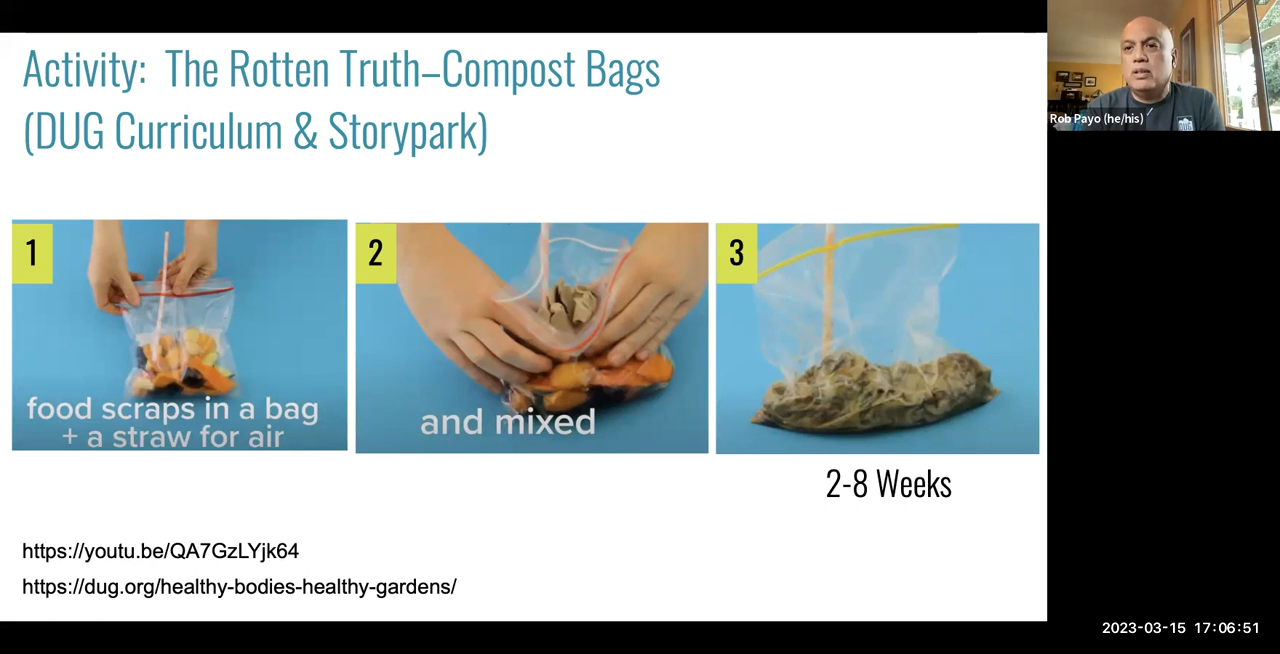 Activity:  The Rotten Truth–Compost Bags
(DUG Curriculum & Storypark)
Rob Payo (he/his)
1
food scraps in a bag
+ a straw for air
2
and mixed
3
2-8 Weeks
https://youtu.be/QA7GzLYjk64
https://dug.org/healthy-bodies-healthy-gardens/
2023-03-15 17:06:51